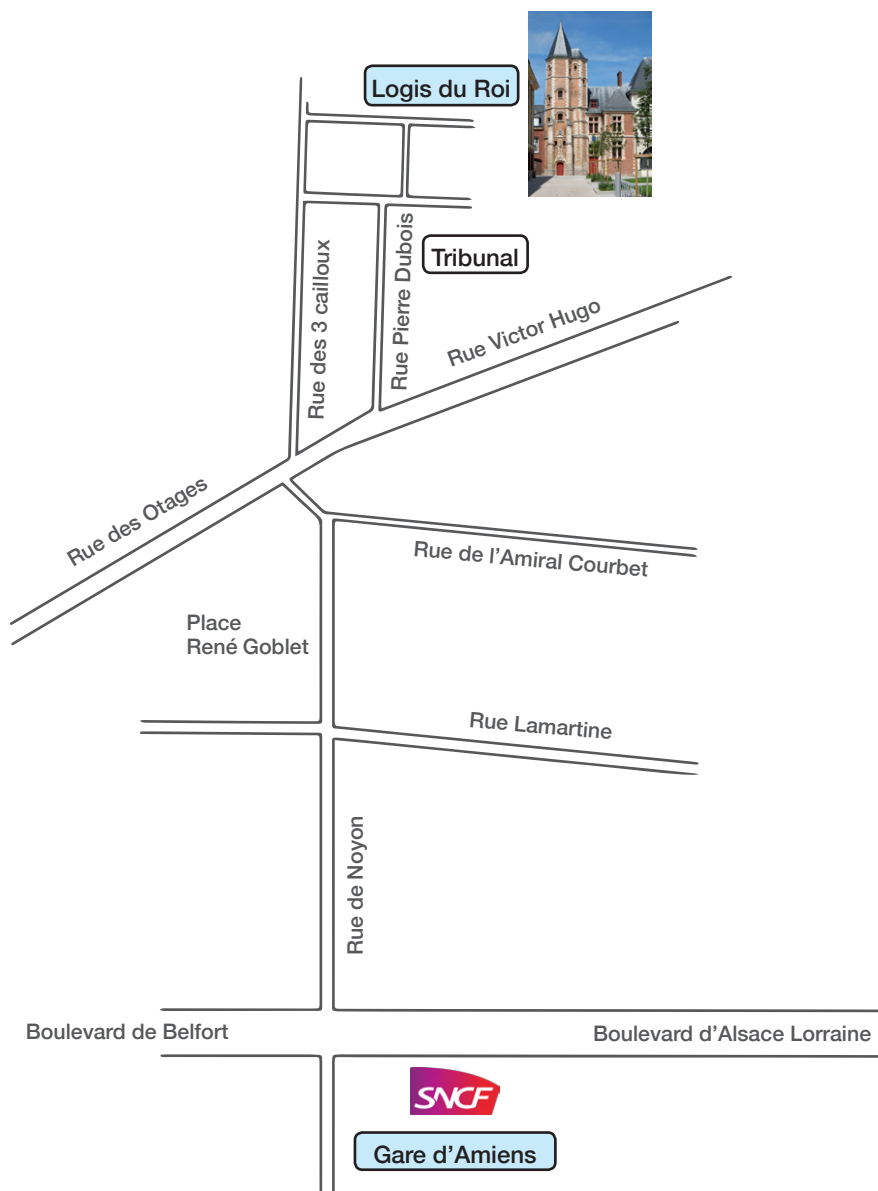 Logis du Roi
Tribunal
Rue des 3 cailloux
Rue Pierre Dubois
Rue Victor Hugo
Rue des Otages
Rue de l'Amiral Courbet
Place
René Goblet
Rue Lamartine
Rue de Noyon
Boulevard de Belfort
Boulevard d'Alsace Lorraine
SNCF
Gare d'Amiens